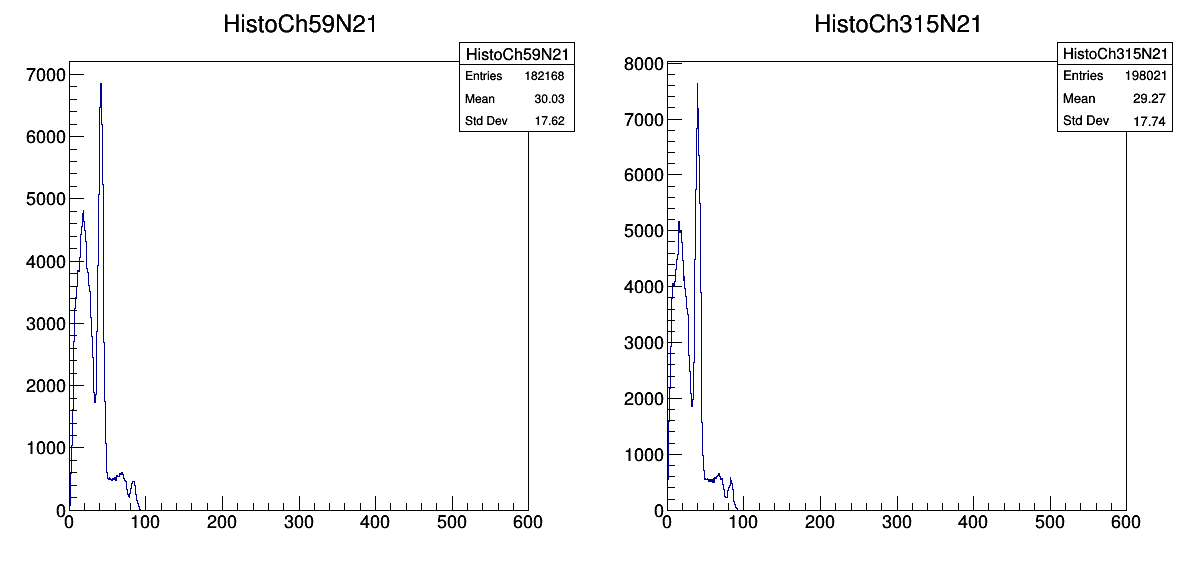 HistoCh59N21
HistoCh59N21
Entries 182168
Mean 30.03
Std Dev 17.62
7000
6000
5000
4000
3000
2000
1000
0
0 100 200 300 400 500 600
HistoCh315N21
HistoCh315N21
Entries 198021
Mean 29.27
Std Dev 17.74
8000
7000
6000
5000
4000
3000
2000
1000
0
0 100 200 300 400 500 600